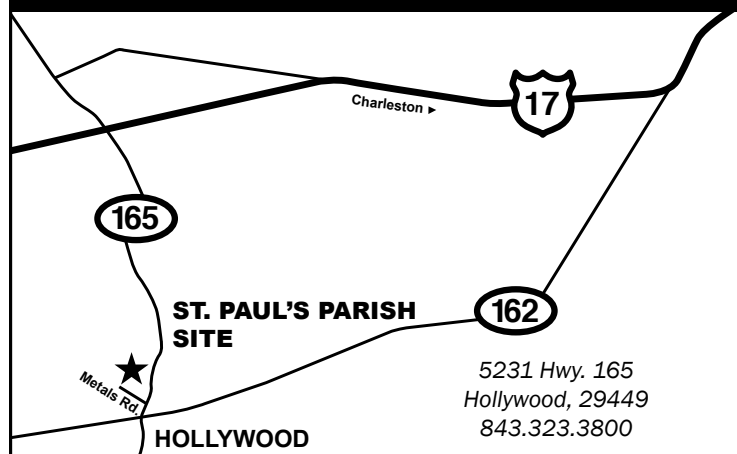 Charleston ►
17
165
ST. PAUL'S PARISH
SITE
162
Metals Rd.
5231 Hwy. 165
Hollywood, 29449
843.323.3800
HOLLYWOOD